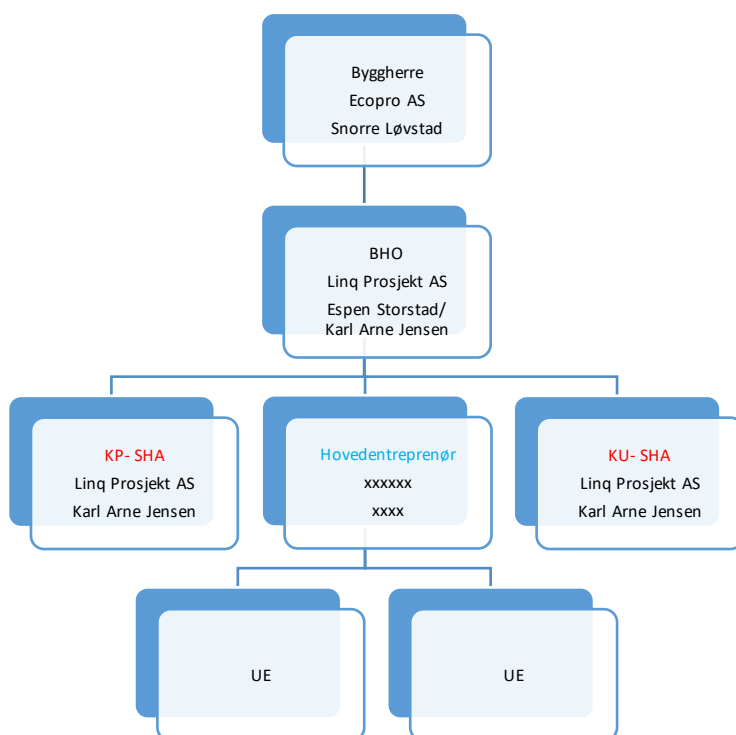 Byggherre
Ecopro AS
Snorre Løvstad
BHO
Linq Prosjekt AS
Espen Storstad/
Karl Arne Jensen
KP- SHA
Linq Prosjekt AS
Karl Arne Jensen
Hovedentreprenør
xxxxxx
xxxx
KU- SHA
Linq Prosjekt AS
Karl Arne Jensen
UE
UE